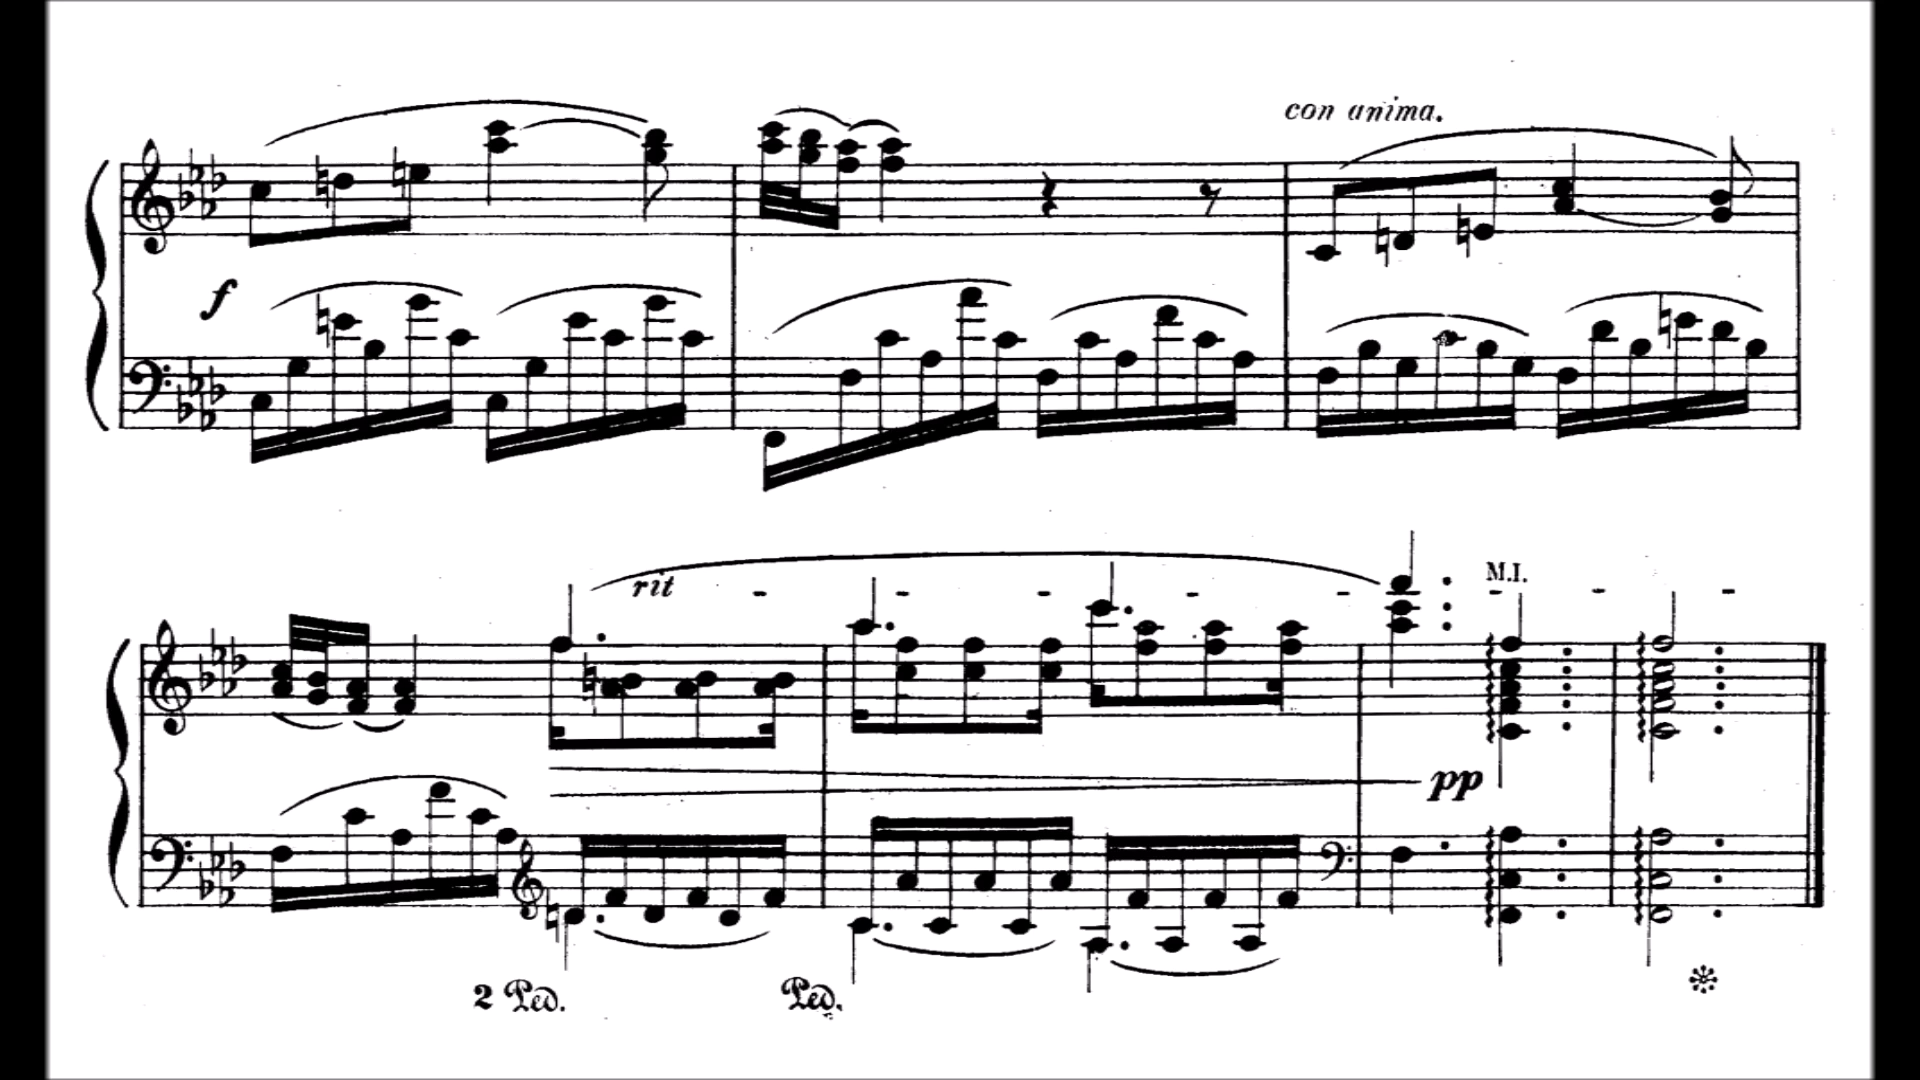 con anima.
f
rit - - - - - - - -
M.I.
pp
2 Ped. Ped.